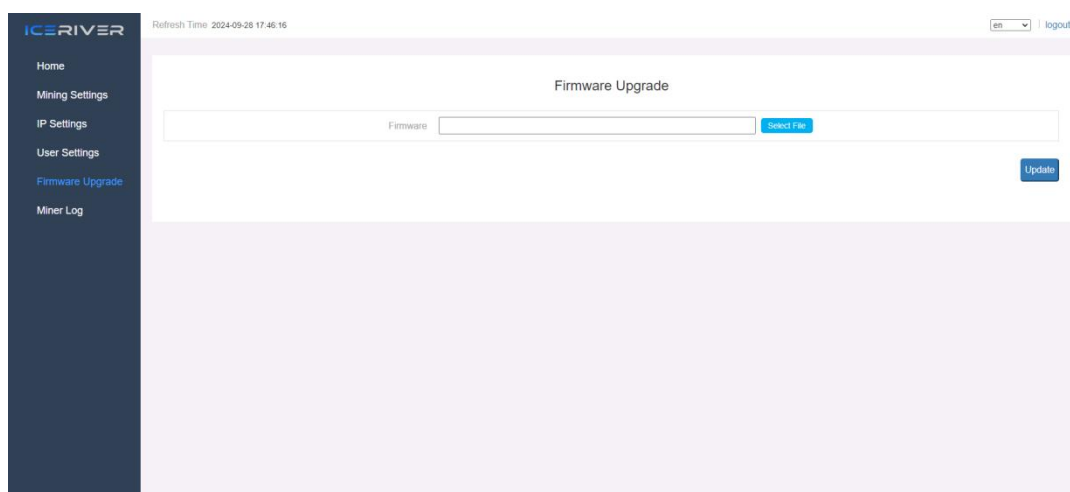 ICERIVER
Refresh Time 2024-09-28 17:46:16
en
logout
Home
Mining Settings
IP Settings
User Settings
Firmware Upgrade
Miner Log
Firmware Upgrade
Firmware
Select File
Update